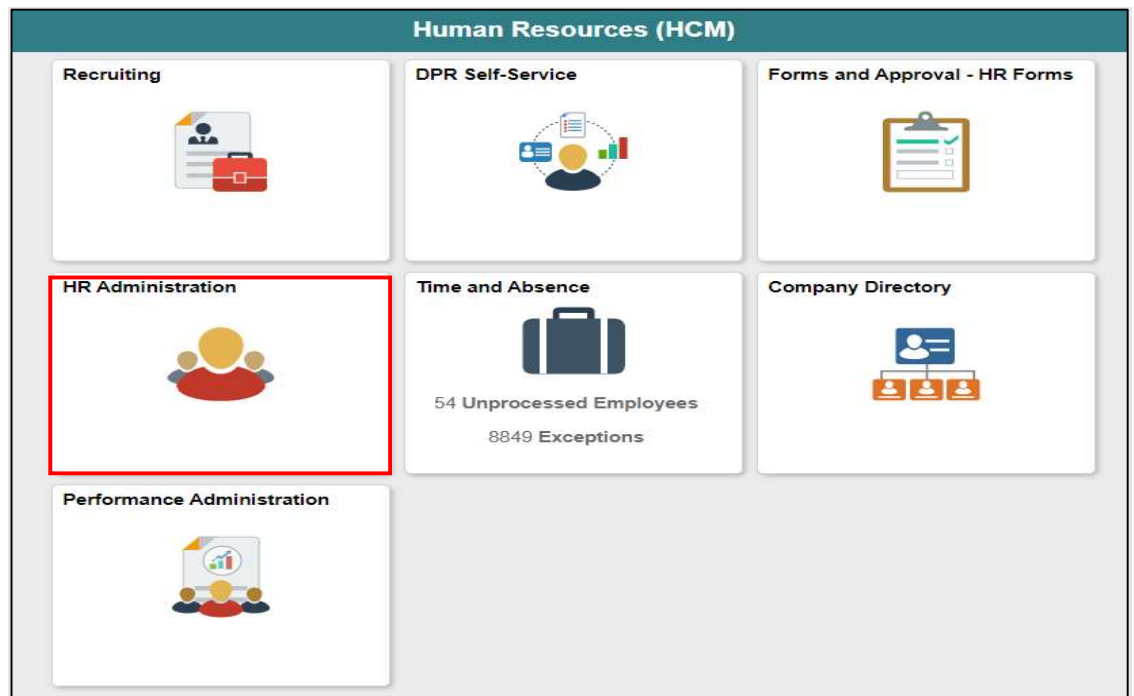 Human Resources (HCM)
Recruiting
DPR Self-Service
Forms and Approval - HR Forms
HR Administration
Time and Absence
54 Unprocessed Employees
8849 Exceptions
Company Directory
Performance Administration